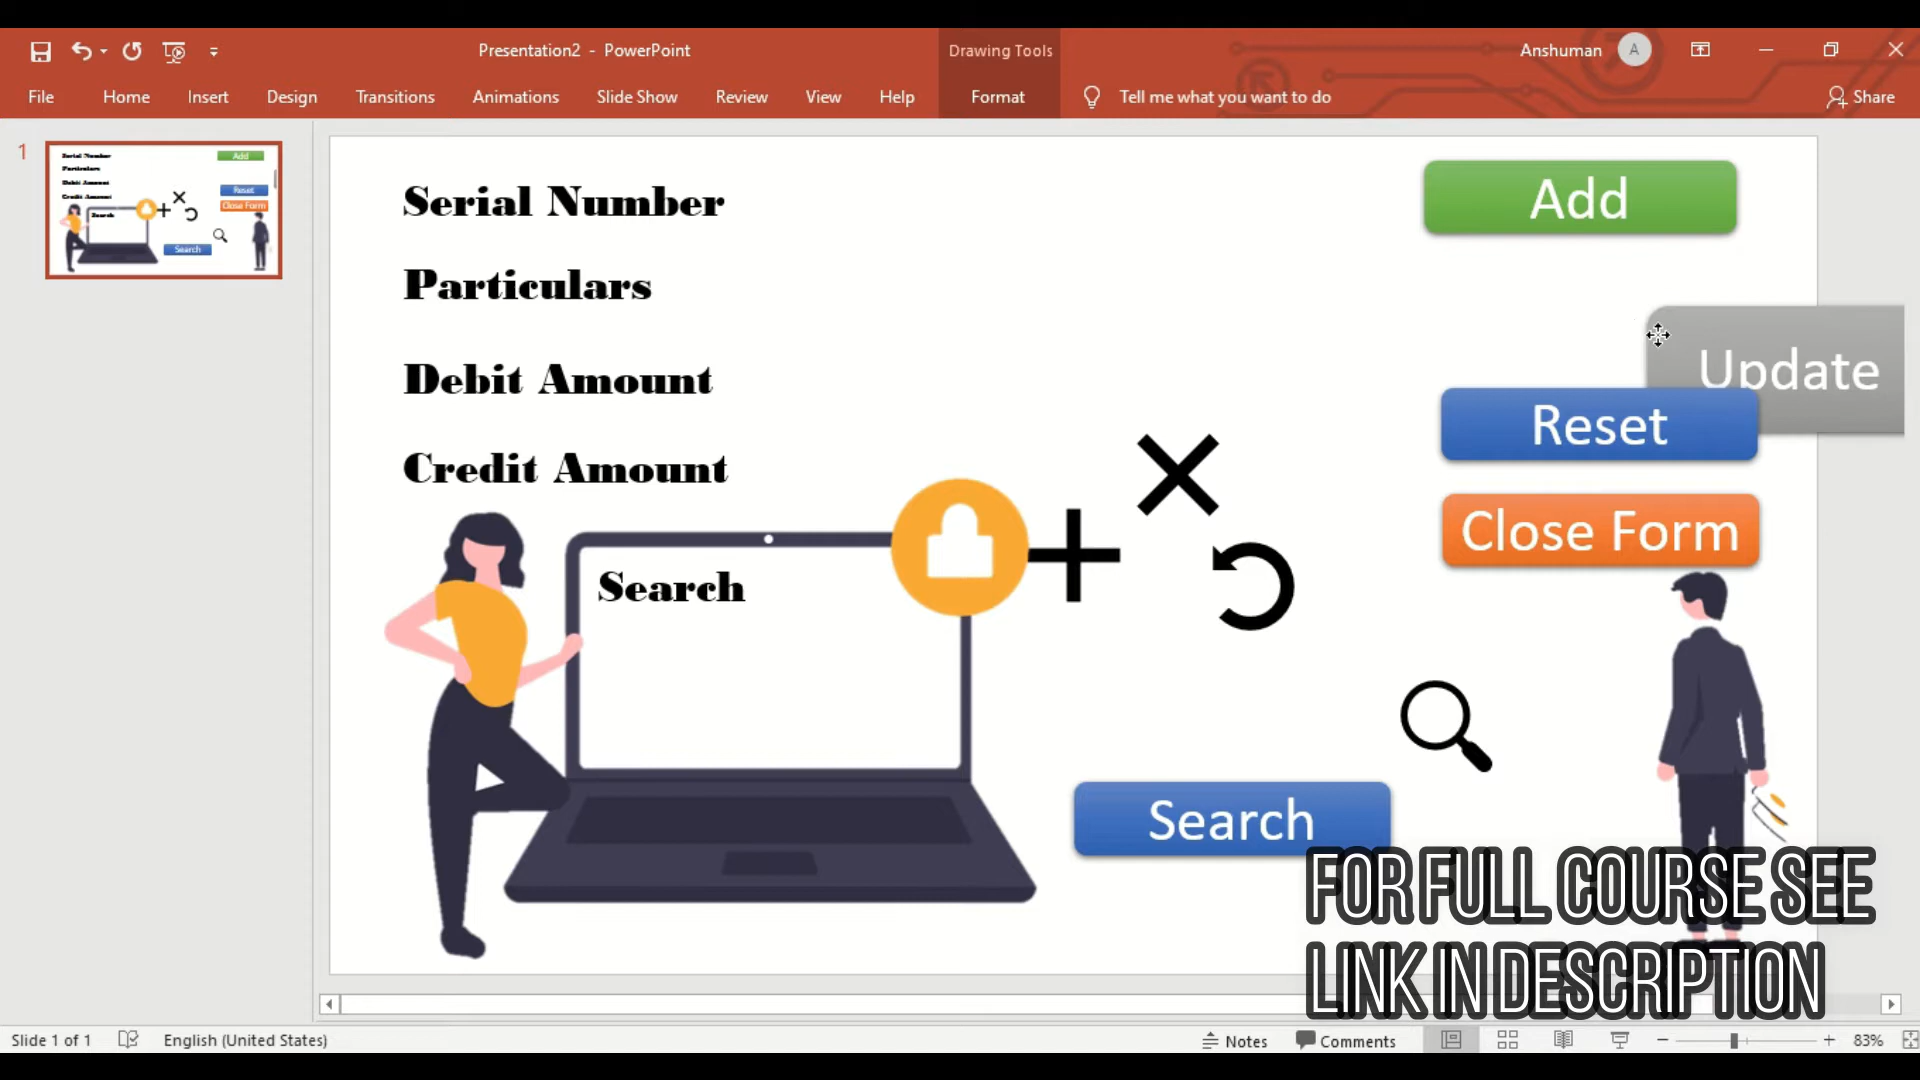 Presentation2 - PowerPoint
Drawing Tools
Anshuman A
File Home Insert Design Transitions Animations Slide Show Review View Help Format Tell me what you want to do Share
1
Serial Number
Add
Particulars
Debit Amount
Update
Credit Amount
Reset
Close Form
Search
Search
FOR FULL COURSE SEE
LINK IN DESCRIPTION
Slide 1 of 1 English (United States) Notes Comments 83%